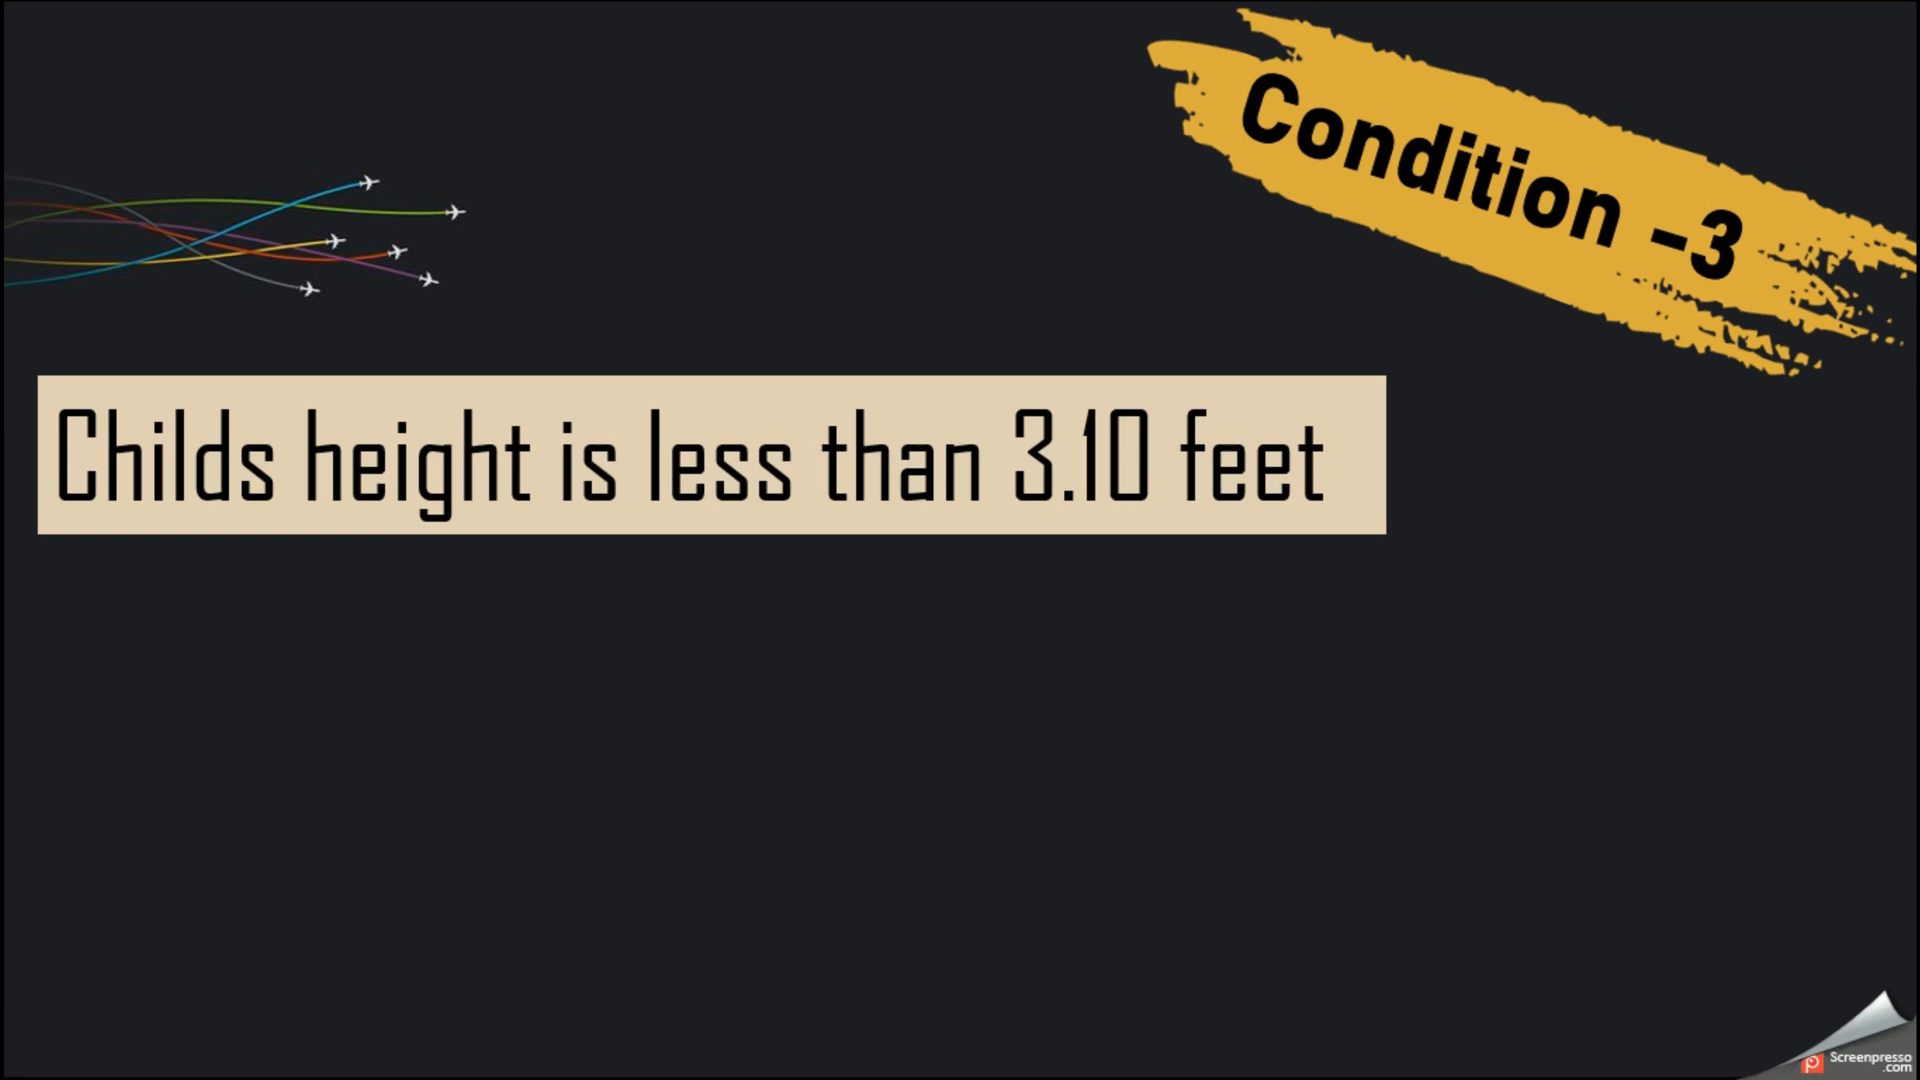 Condition -3
Childs height is less than 3.10 feet
Screenpresso
.com